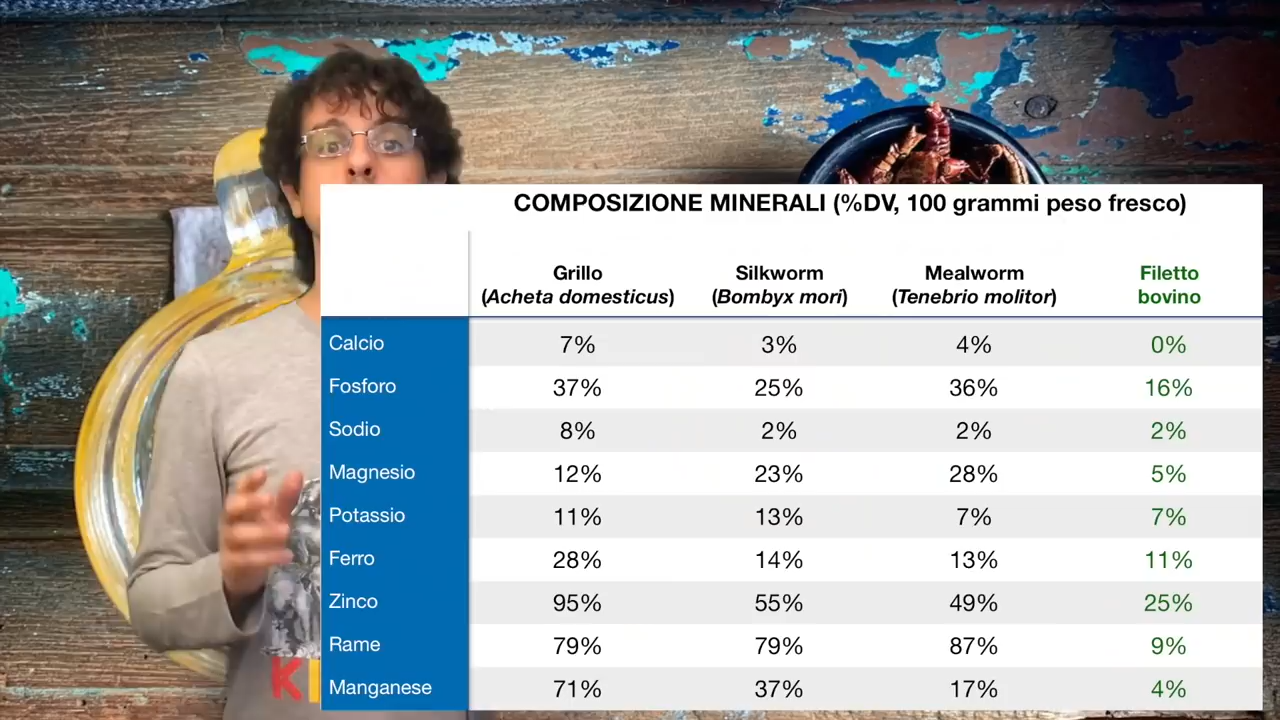 COMPOSIZIONE MINERALI (%DV, 100 grammi peso fresco)
Grillo (Acheta domesticus) Silkworm (Bombyx mori) Mealworm (Tenebrio molitor) Filetto bovino
Calcio 7% 3% 4% 0%
Fosforo 37% 25% 36% 16%
Sodio 8% 2% 2% 2%
Magnesio 12% 23% 28% 5%
Potassio 11% 13% 7% 7%
Ferro 28% 14% 13% 11%
Zinco 95% 55% 49% 25%
Rame 79% 79% 87% 9%
Manganese 71% 37% 17% 4%